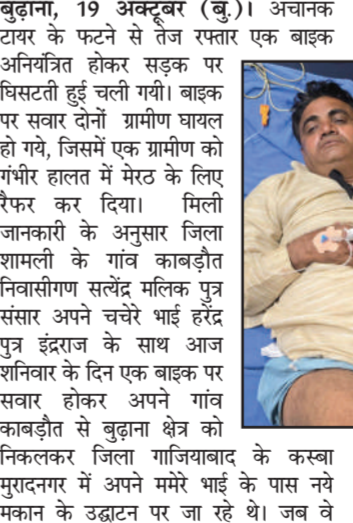 बुढ़ाना, 19 अक्टूबर (बु.)। अचानक
टायर के फटने से तेज रफ्तार एक बाइक
अनियंत्रित होकर सड़क पर
घिसटती हुई चली गयी। बाइक
पर सवार दोनों ग्रामीण घायल
हो गये, जिसमें एक ग्रामीण को
गंभीर हालत में मेरठ के लिए
रैफर कर दिया। मिली
जानकारी के अनुसार जिला
शामली के गांव काबड़ौत
निवासीगण सत्येंद्र मलिक पुत्र
संसार अपने चचेरे भाई हरेंद्र
पुत्र इंद्रराज के साथ आज
शनिवार के दिन एक बाइक पर
सवार होकर अपने गांव
काबड़ौत से बुढ़ाना क्षेत्र को
निकलकर जिला गाजियाबाद के कस्बा
मुरादनगर में अपने ममेरे भाई के पास नये
मकान के उद्घाटन पर जा रहे थे। जब वे